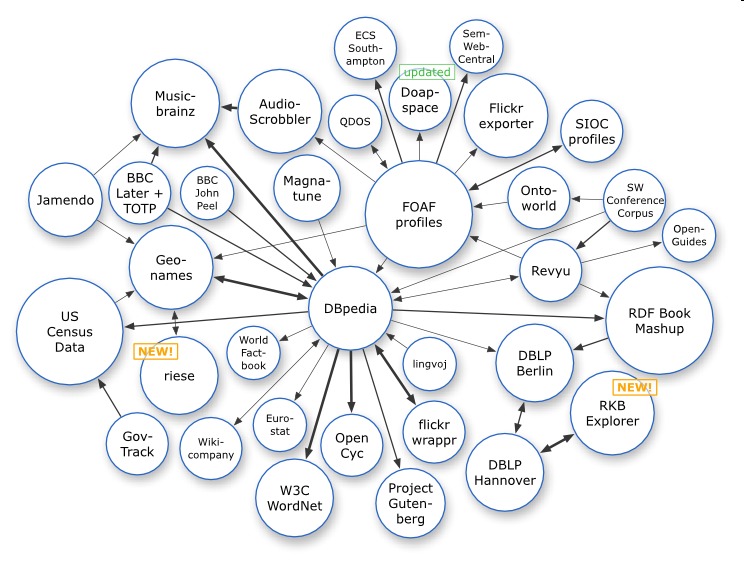 ECS
South-
ampton
Sem-
Web-
Central
updated
Doap-
space
Music-
brainz
Audio-
Scrobbler
QDOS
Flickr
exporter
SIOC
profiles
Jamendo
BBC
Later +
TOTP
BBC
John
Peel
Magna-
tune
FOAF
profiles
Onto-
world
SW
Conference
Corpus
Open-
Guides
Geo-
names
Revyu
US
Census
Data
DBpedia
RDF Book
Mashup
NEW!
riese
World
Fact-
book
lingvoj
DBLP
Berlin
NEW!
RKB
Explorer
Gov-
Track
Wiki-
company
Euro-
stat
Open
Cyc
flickr
wrappr
DBLP
Hannover
W3C
WordNet
Project
Guten-
berg